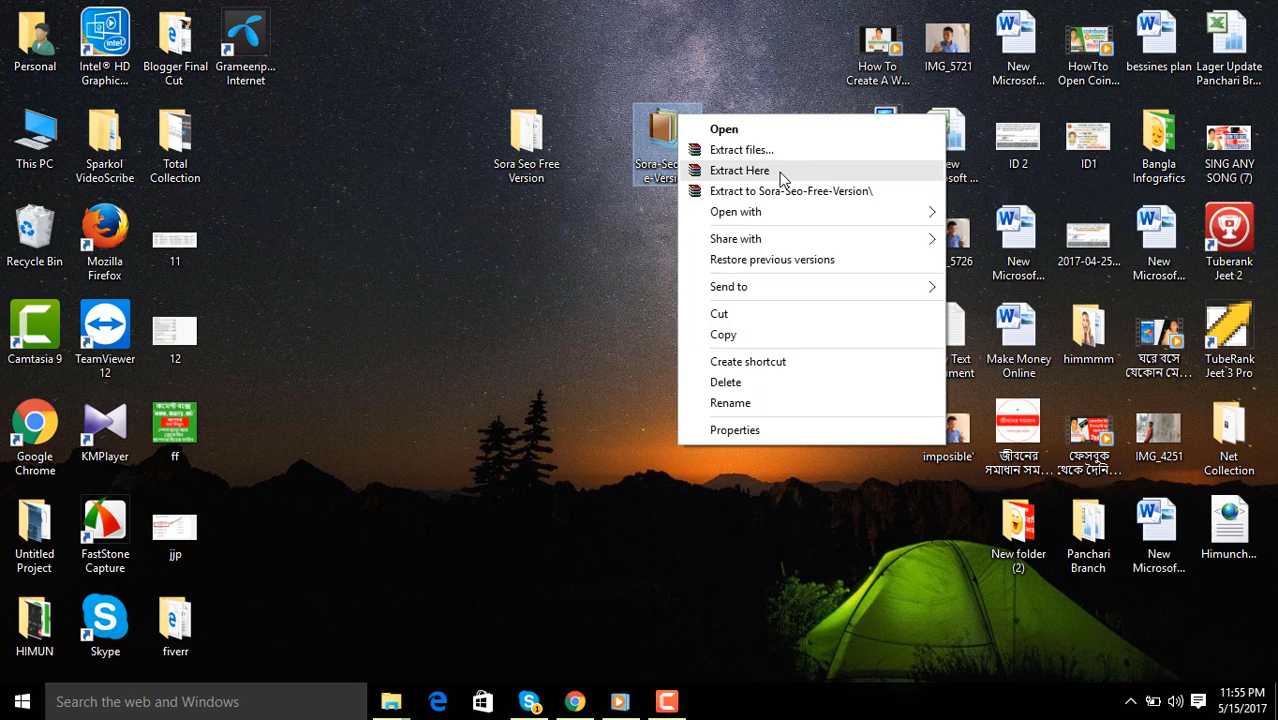 Personal
Intel® HD
Graphic...
Blogger Final
Cut
Grameenp...
Internet
How To
Create A W...
IMG_5721
New
Microsof...
HowTto
Open Coin...
bessines plan
Lager Update
Panchari Br...
This PC
Sparkol
VideoScribe
Total
Collection
Sora Seo Free
Version
ID 2
ID1
Bangla
Infografics
SING ANY
SONG (7)
Open
Extract files...
Extract Here
Extract to Sora-Seo-Free-Version\
Open with
Share with
Restore previous versions
Send to
Cut
Copy
Create shortcut
Delete
Rename
Properties
Recycle Bin
Mozilla
Firefox
11
New
Microsof...
2017-04-25...
New
Microsof...
Tuberank
Jeet 2
Camtasia 9
TeamViewer
12
12
Make Money
Online
himmmm
ঘরে বসে
যেকোন মে...
TubeRank
Jeet 3 Pro
Google
Chrome
KMPlayer
ff
imposible'
জীবনের
সমাধান সম...
ফেসবুক
থেকে দৈনি...
IMG_4251
Net
Collection
Untitled
Project
FastStone
Capture
jjp
New folder
(2)
Panchari
Branch
New
Microsof...
Himunch...
HIMUN
Skype
fiverr
Search the web and Windows
11:55 PM
5/15/2017